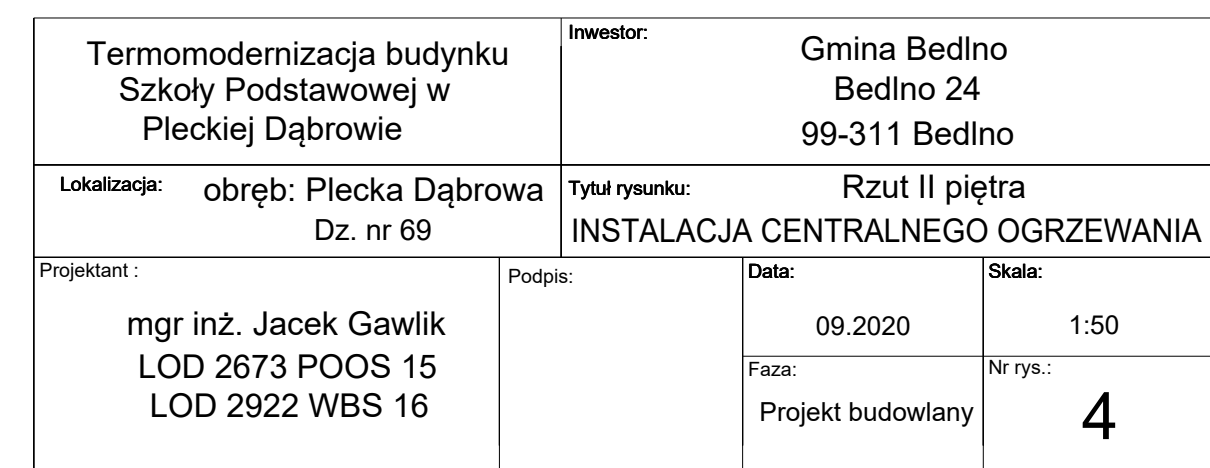 Termomodernizacja budynku
Szkoły Podstawowej w
Pleckiej Dąbrowie
Inwestor:
Gmina Bedlno
Bedlno 24
99-311 Bedlno
Lokalizacja:
obręb: Plecka Dąbrowa
Dz. nr 69
Tytuł rysunku:
Rzut II piętra
INSTALACJA CENTRALNEGO OGRZEWANIA
Projektant :
mgr inż. Jacek Gawlik
LOD 2673 POOS 15
LOD 2922 WBS 16
Podpis:
Data:
09.2020
Skala:
1:50
Faza:
Projekt budowlany
Nr rys.:
4